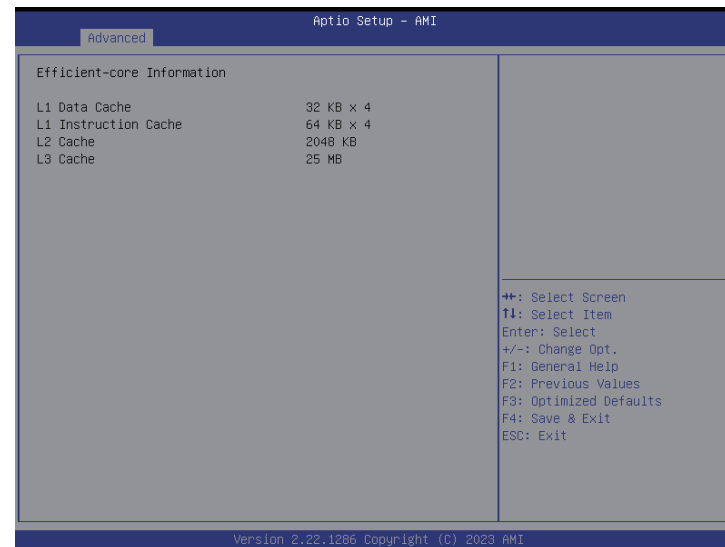 Aptio Setup – AMI
Advanced
Efficient-core Information
L1 Data Cache 32 KB x 4
L1 Instruction Cache 64 KB x 4
L2 Cache 2048 KB
L3 Cache 25 MB
→←: Select Screen
↑↓: Select Item
Enter: Select
+/-: Change Opt.
F1: General Help
F2: Previous Values
F3: Optimized Defaults
F4: Save & Exit
ESC: Exit
Version 2.22.1286 Copyright (C) 2023 AMI